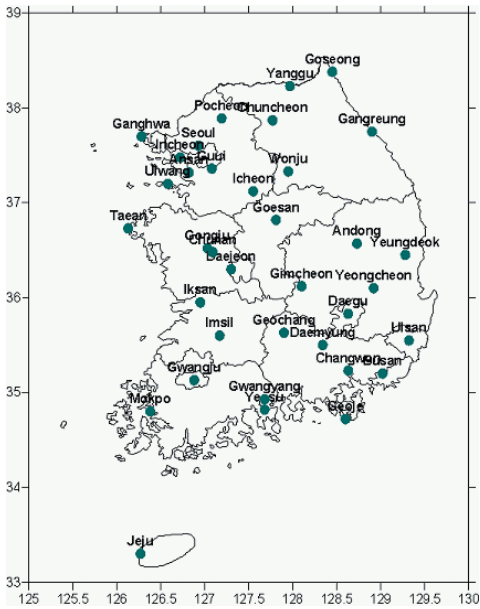 39
Goseong
Yanggu
38
Pocheon
Chuncheon
Ganghwa
Gangreung
Seoul
Incheon
Guui
Ansan
Wonju
Ulwang
Icheon
37
Taean
Goesan
Andong
Gongju
Yeungdeok
Daejeon
Gimcheon
Yeongcheon
36
Iksan
Daegu
Imsil
Geochang
Daemyung
Ulsan
Gwangju
Changwon
Busan
35
Mokpo
Gwangyang
Yeosu
Geoje
34
Jeju
33
125
125.5
126
126.5
127
127.5
128
128.5
129
129.5
130